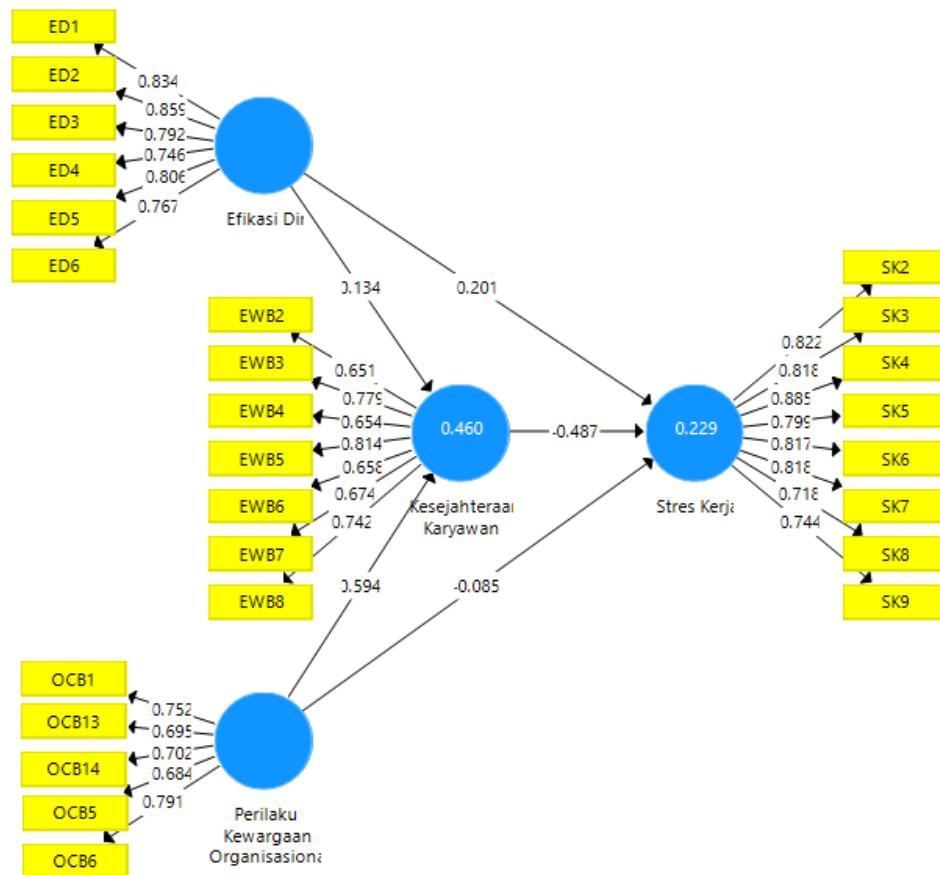 ED1
ED2
ED3
ED4
ED5
ED6
0.834
0.859
0.792
0.746
0.806
0.767
Efikasi Dir
0.134
0.201
EWB2
EWB3
EWB4
EWB5
EWB6
EWB7
EWB8
0.651
0.779
0.654
0.814
0.658
0.674
0.742
0.460
Kesejahteraar
Karyawan
-0.487
0.229
Stres Kerja
SK2
SK3
SK4
SK5
SK6
SK7
SK8
SK9
0.822
0.818
0.885
0.799
0.817
0.818
0.718
0.744
0.594
-0.085
OCB1
OCB13
OCB14
OCB5
OCB6
0.752
0.695
0.702
0.684
0.791
Perilaku
Kewargaan
Organisasiona